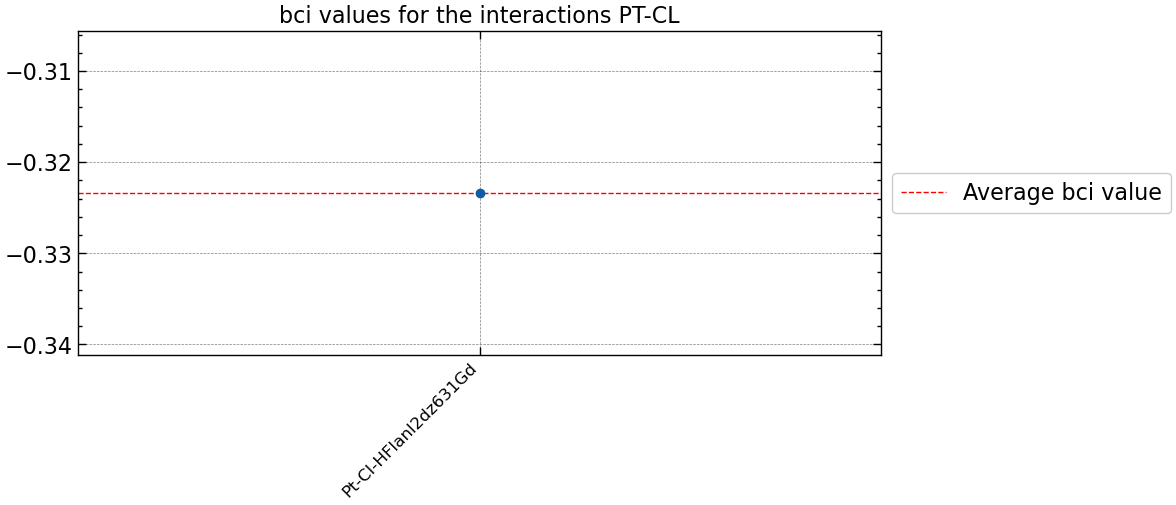 bci values for the interactions PT-CL
−0.31
−0.32
−0.33
−0.34
Average bci value
Pt-Cl-HFlanl2dz631Gd